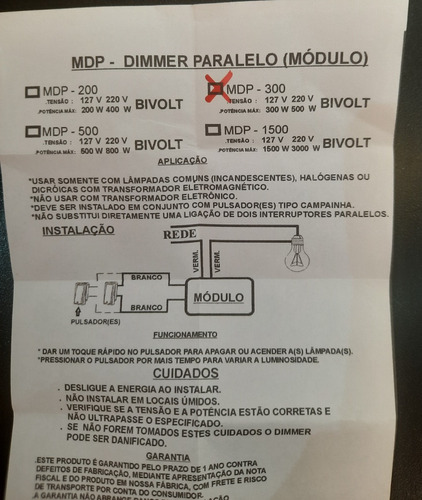 MDP - DIMMER PARALELO (MÓDULO)
MDP - 200
.TENSÃO : 127 V 220 V
.POTÊNCIA MÁX: 200 W 400 W
BIVOLT
MDP - 300
.TENSÃO : 127 V 220 V
.POTÊNCIA MÁX: 300 W 500 W
BIVOLT
MDP - 500
.TENSÃO : 127 V 220 V
.POTÊNCIA MÁX: 500 W 800 W
BIVOLT
MDP - 1500
.TENSÃO : 127 V 220 V
.POTÊNCIA MÁX: 1500 W 3000 W
BIVOLT
APLICAÇÃO
*USAR SOMENTE COM LÂMPADAS COMUNS (INCANDESCENTES), HALÓGENAS OU
DICRÓICAS COM TRANSFORMADOR ELETROMAGNÉTICO.
*NÃO USAR COM TRANSFORMADOR ELETRÔNICO.
*DEVE SER INSTALADO EM CONJUNTO COM PULSADOR(ES) TIPO CAMPAINHA.
*NÃO SUBSTITUI DIRETAMENTE UMA LIGAÇÃO DE DOIS INTERRUPTORES PARALELOS.
INSTALAÇÃO
REDE
VERM.
VERM.
BRANCO
BRANCO
MÓDULO
PULSADOR(ES)
FUNCIONAMENTO
* DAR UM TOQUE RÁPIDO NO PULSADOR PARA APAGAR OU ACENDER A(S) LÂMPADA(S).
*PRESSIONAR O PULSADOR POR MAIS TEMPO PARA VARIAR A LUMINOSIDADE.
CUIDADOS
. DESLIGUE A ENERGIA AO INSTALAR.
. NÃO INSTALAR EM LOCAIS ÚMIDOS.
. VERIFIQUE SE A TENSÃO E A POTÊNCIA ESTÃO CORRETAS E
NÃO ULTRAPASSE O ESPECIFICADO.
. SE NÃO FOREM TOMADOS ESTES CUIDADOS O DIMMER
PODE SER DANIFICADO.
GARANTIA
.ESTE PRODUTO É GARANTIDO PELO PRAZO DE 1 ANO CONTRA
DEFEITOS DE FABRICAÇÃO, MEDIANTE APRESENTAÇÃO DA NOTA
FISCAL E DO PRODUTO EM NOSSA FÁBRICA, COM FRETE E RISCO
DE TRANSPORTE POR CONTA DO CONSUMIDOR.
.A GARANTIA NÃO ABRANGE